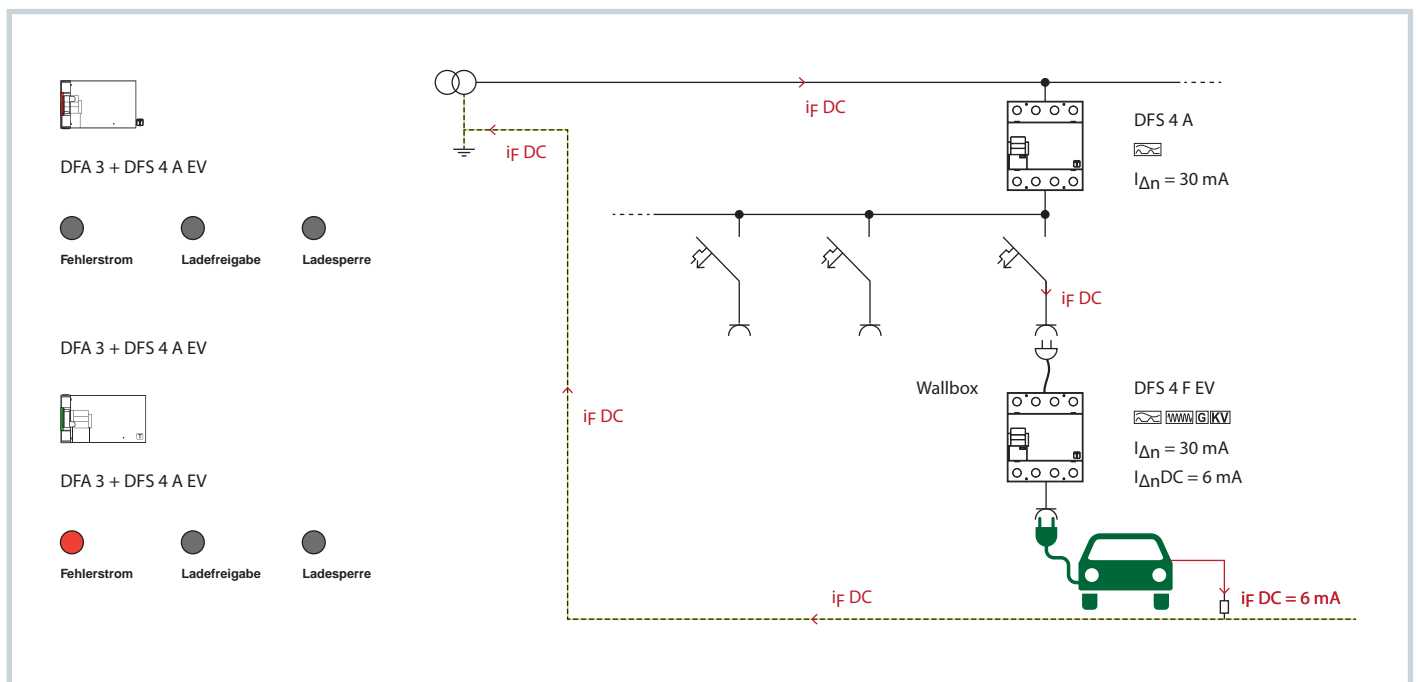 DFA 3 + DFS 4 A EV
Fehlerstrom Ladefreigabe Ladesperre
DFA 3 + DFS 4 A EV
DFA 3 + DFS 4 A EV
Fehlerstrom Ladefreigabe Ladesperre
iF DC
iF DC
DFS 4 A
IΔn = 30 mA
iF DC
iF DC
Wallbox
DFS 4 F EV
G KV
IΔn = 30 mA
IΔnDC = 6 mA
iF DC
iF DC = 6 mA